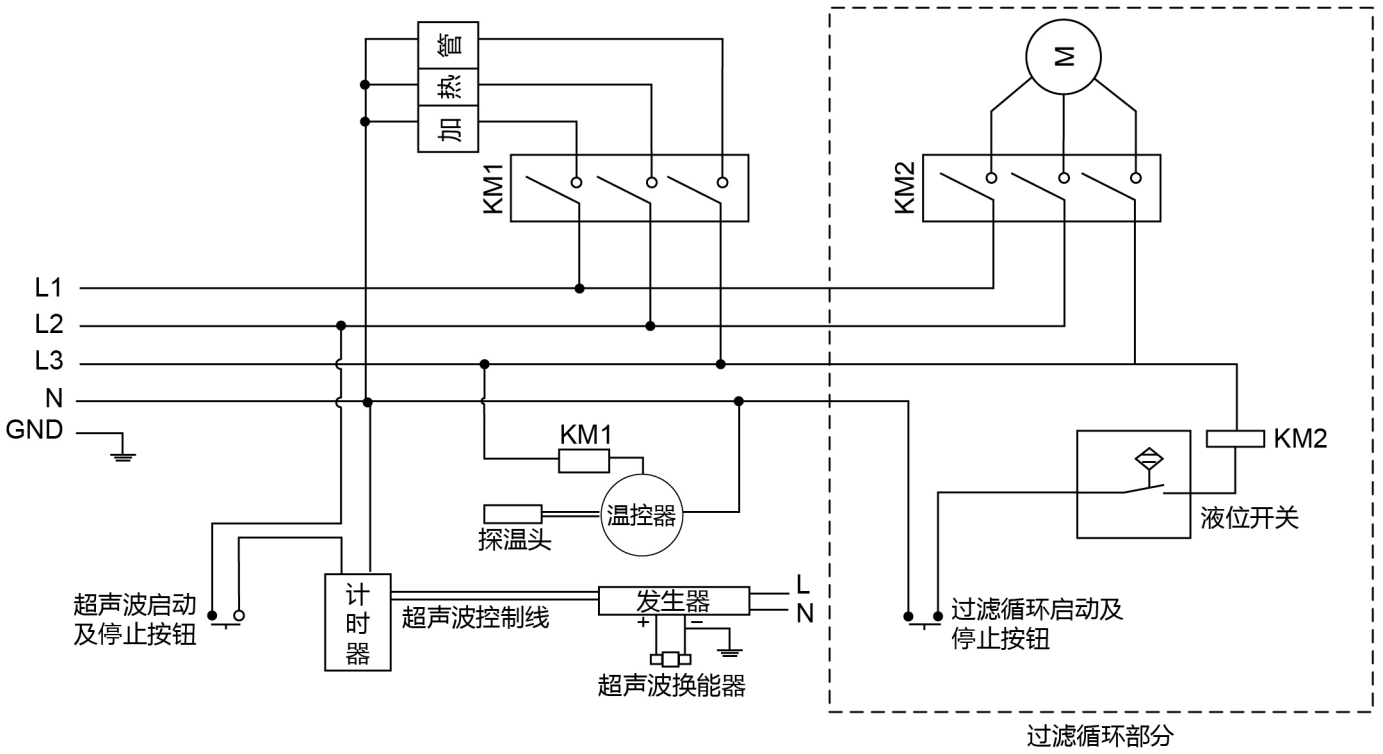 管
热
加
M
KM1
KM2
L1
L2
L3
N
GND
KM1
KM2
温控器
探温头
液位开关
超声波启动
及停止按钮
计
时
器
超声波控制线
发生器
L
N
+
−
超声波换能器
过滤循环启动及
停止按钮
过滤循环部分